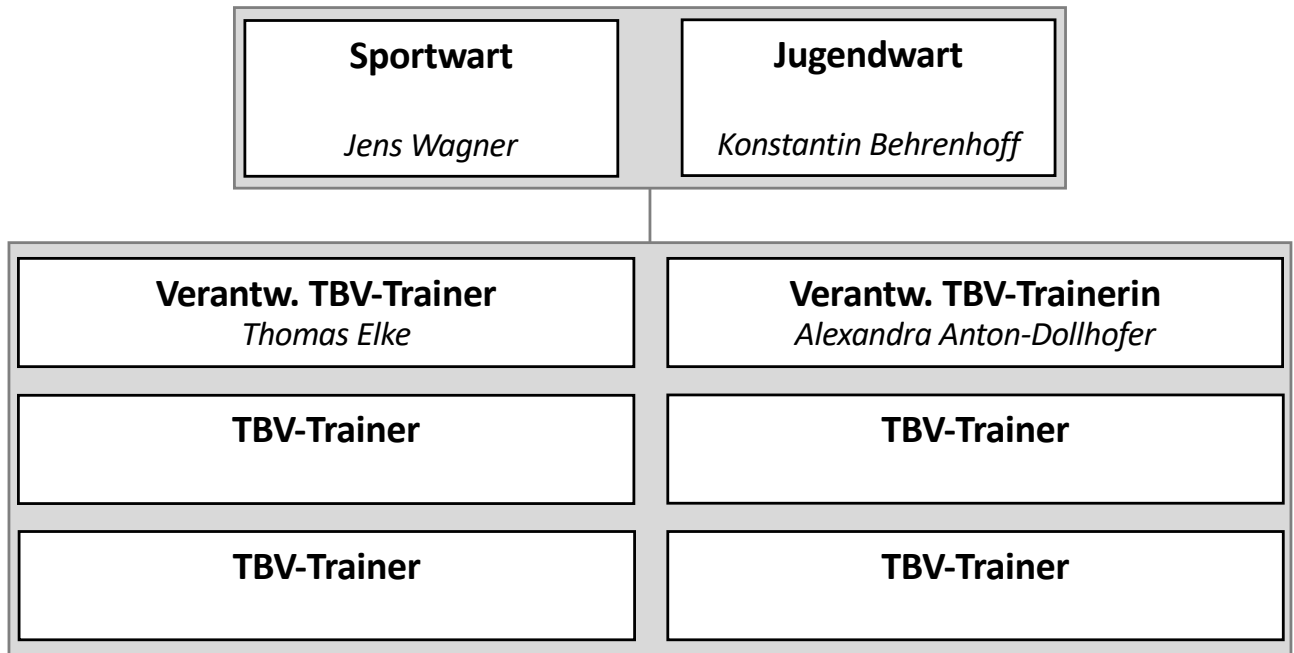 Sportwart
Jens Wagner
Jugendwart
Konstantin Behrenhoff
Verantw. TBV-Trainer
Thomas Elke
Verantw. TBV-Trainerin
Alexandra Anton-Dollhofer
TBV-Trainer
TBV-Trainer
TBV-Trainer
TBV-Trainer